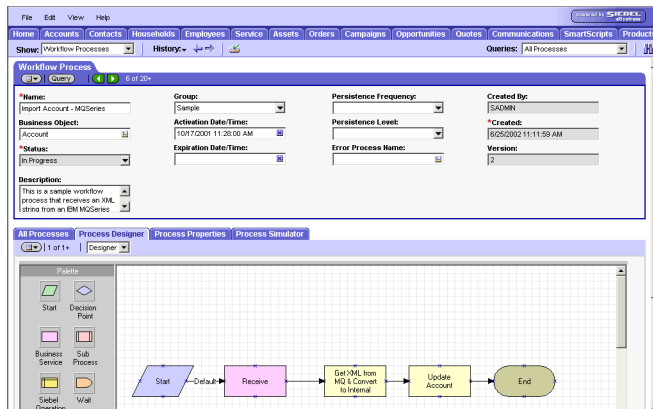 File Edit View Help
powered by SIEBEL
eBusiness
Home Accounts Contacts Households Employees Service Assets Orders Campaigns Opportunities Quotes Communications SmartScripts Products
Show: Workflow Processes History: Queries: All Processes
Workflow Process
Query 6 of 20+
*Name:
Import Account - MQSeries
Group:
Sample
Persistence Frequency:
Created By:
SADMIN
Business Object:
Account
Activation Date/Time:
10/17/2001 11:28:00 AM
Persistence Level:
*Created:
6/25/2002 11:11:59 AM
*Status:
In Progress
Expiration Date/Time:
Error Process Name:
Version:
2
Description:
This is a sample workflow
process that receives an XML
string from an IBM MQSeries
All Processes Process Designer Process Properties Process Simulator
1 of 1+ Designer
Palette
Start
Decision
Point
Business
Service
Sub
Process
Siebel
Operation
Wait
Start
Default
Receive
Get XML from
MQ & Convert
to Internal
Update
Account
End